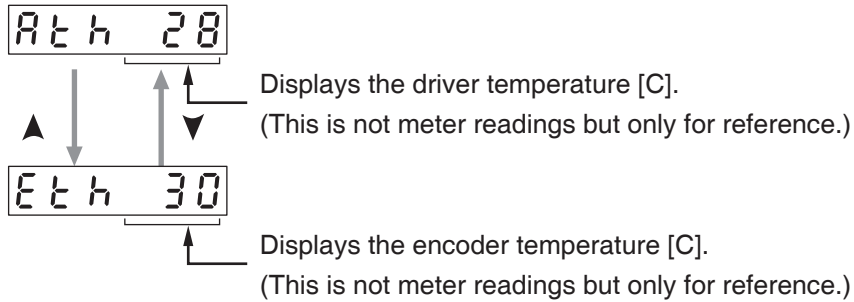 Ath 28
Displays the driver temperature [C].
(This is not meter readings but only for reference.)
Eth 30
Displays the encoder temperature [C].
(This is not meter readings but only for reference.)